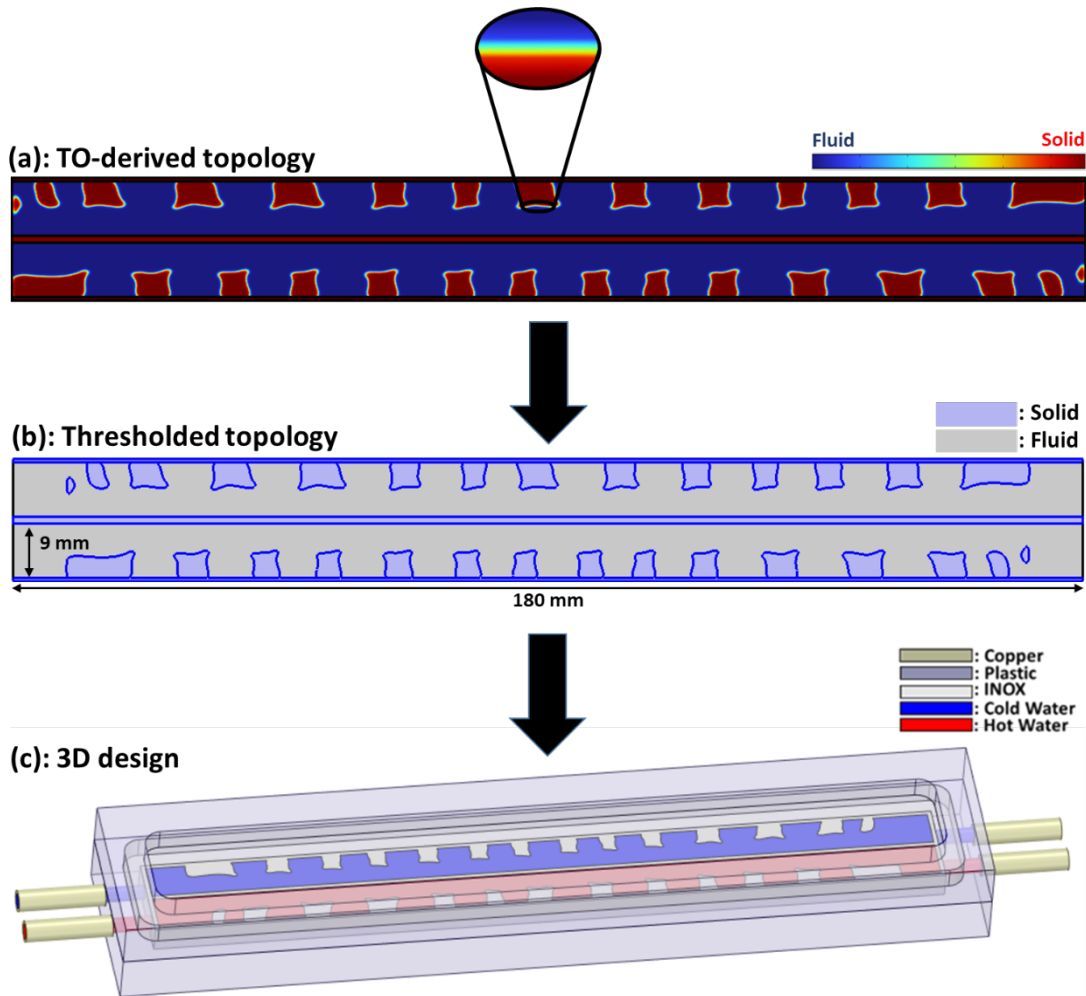 Fluid Solid
(a): TO-derived topology
: Solid
: Fluid
(b): Thresholded topology
9 mm
180 mm
: Copper
: Plastic
: INOX
: Cold Water
: Hot Water
(c): 3D design